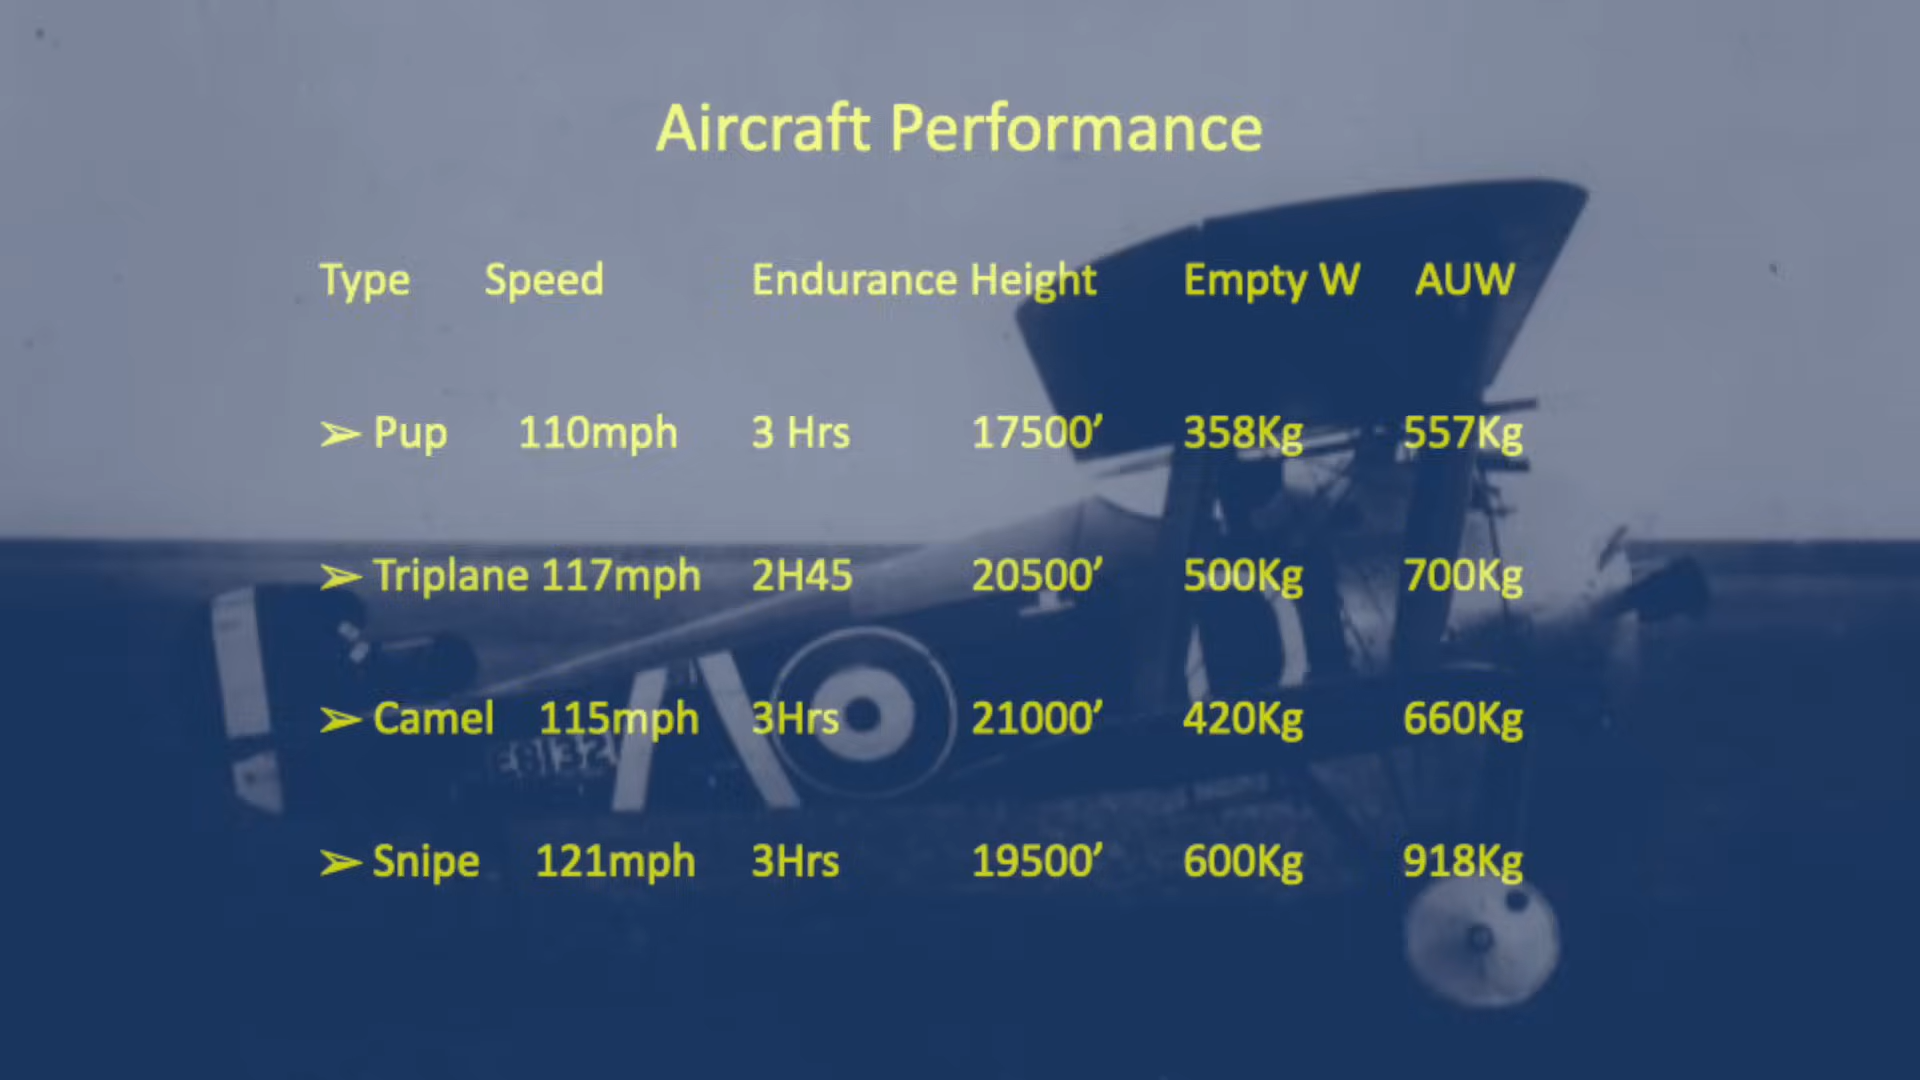 Aircraft Performance
Type Speed Endurance Height Empty W AUW
➢ Pup 110mph 3 Hrs 17500’ 358Kg 557Kg
➢ Triplane 117mph 2H45 20500’ 500Kg 700Kg
➢ Camel 115mph 3Hrs 21000’ 420Kg 660Kg
E8132
➢ Snipe 121mph 3Hrs 19500’ 600Kg 918Kg